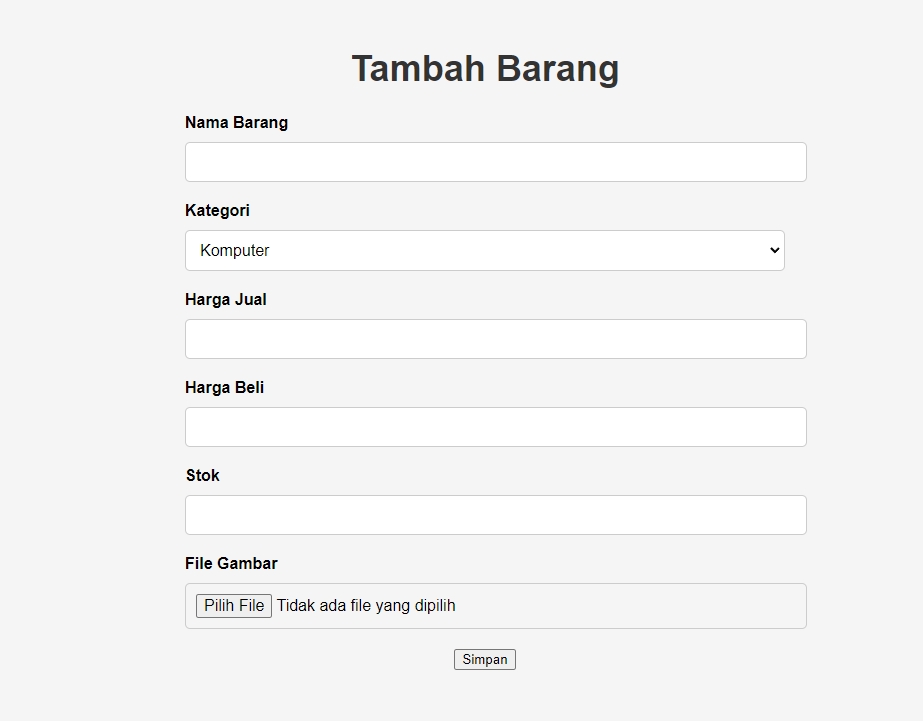 Tambah Barang
Nama Barang
Kategori
Komputer
Harga Jual
Harga Beli
Stok
File Gambar
Pilih File Tidak ada file yang dipilih
Simpan